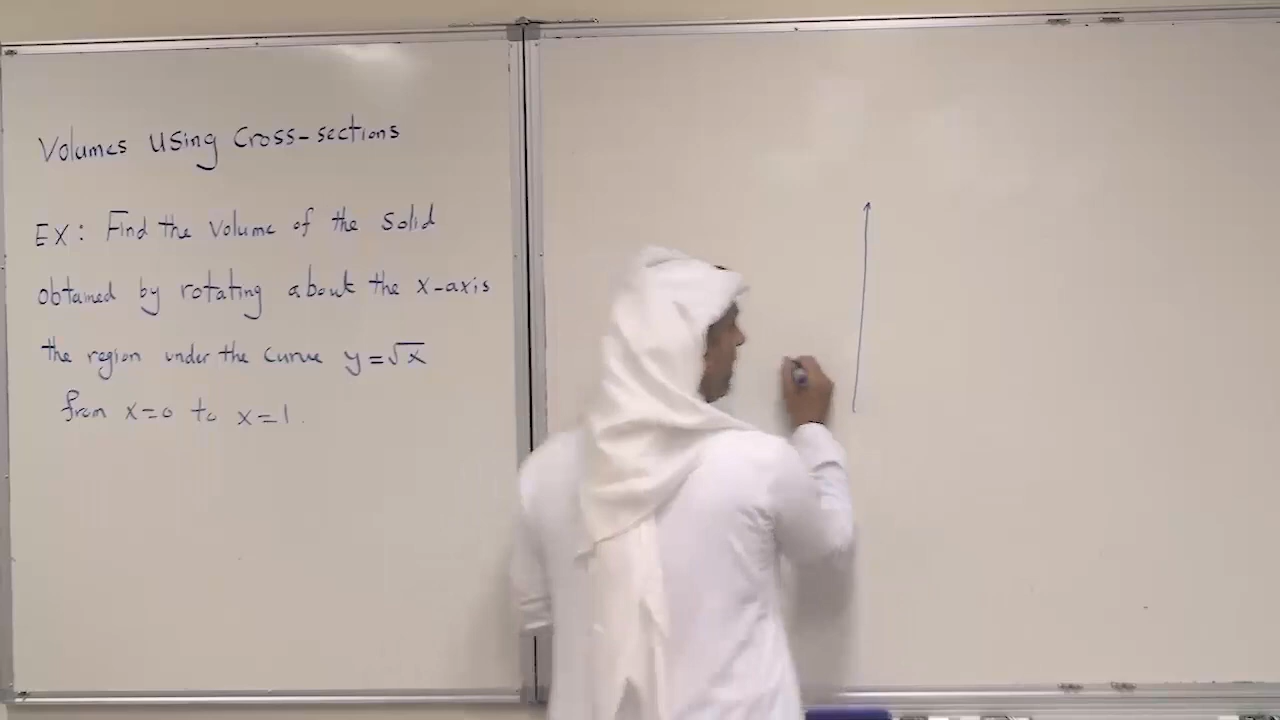 Volumes using Cross-sections
EX: Find the volume of the solid
obtained by rotating about the x-axis
the region under the curve y=√x
from x=0 to x=1.